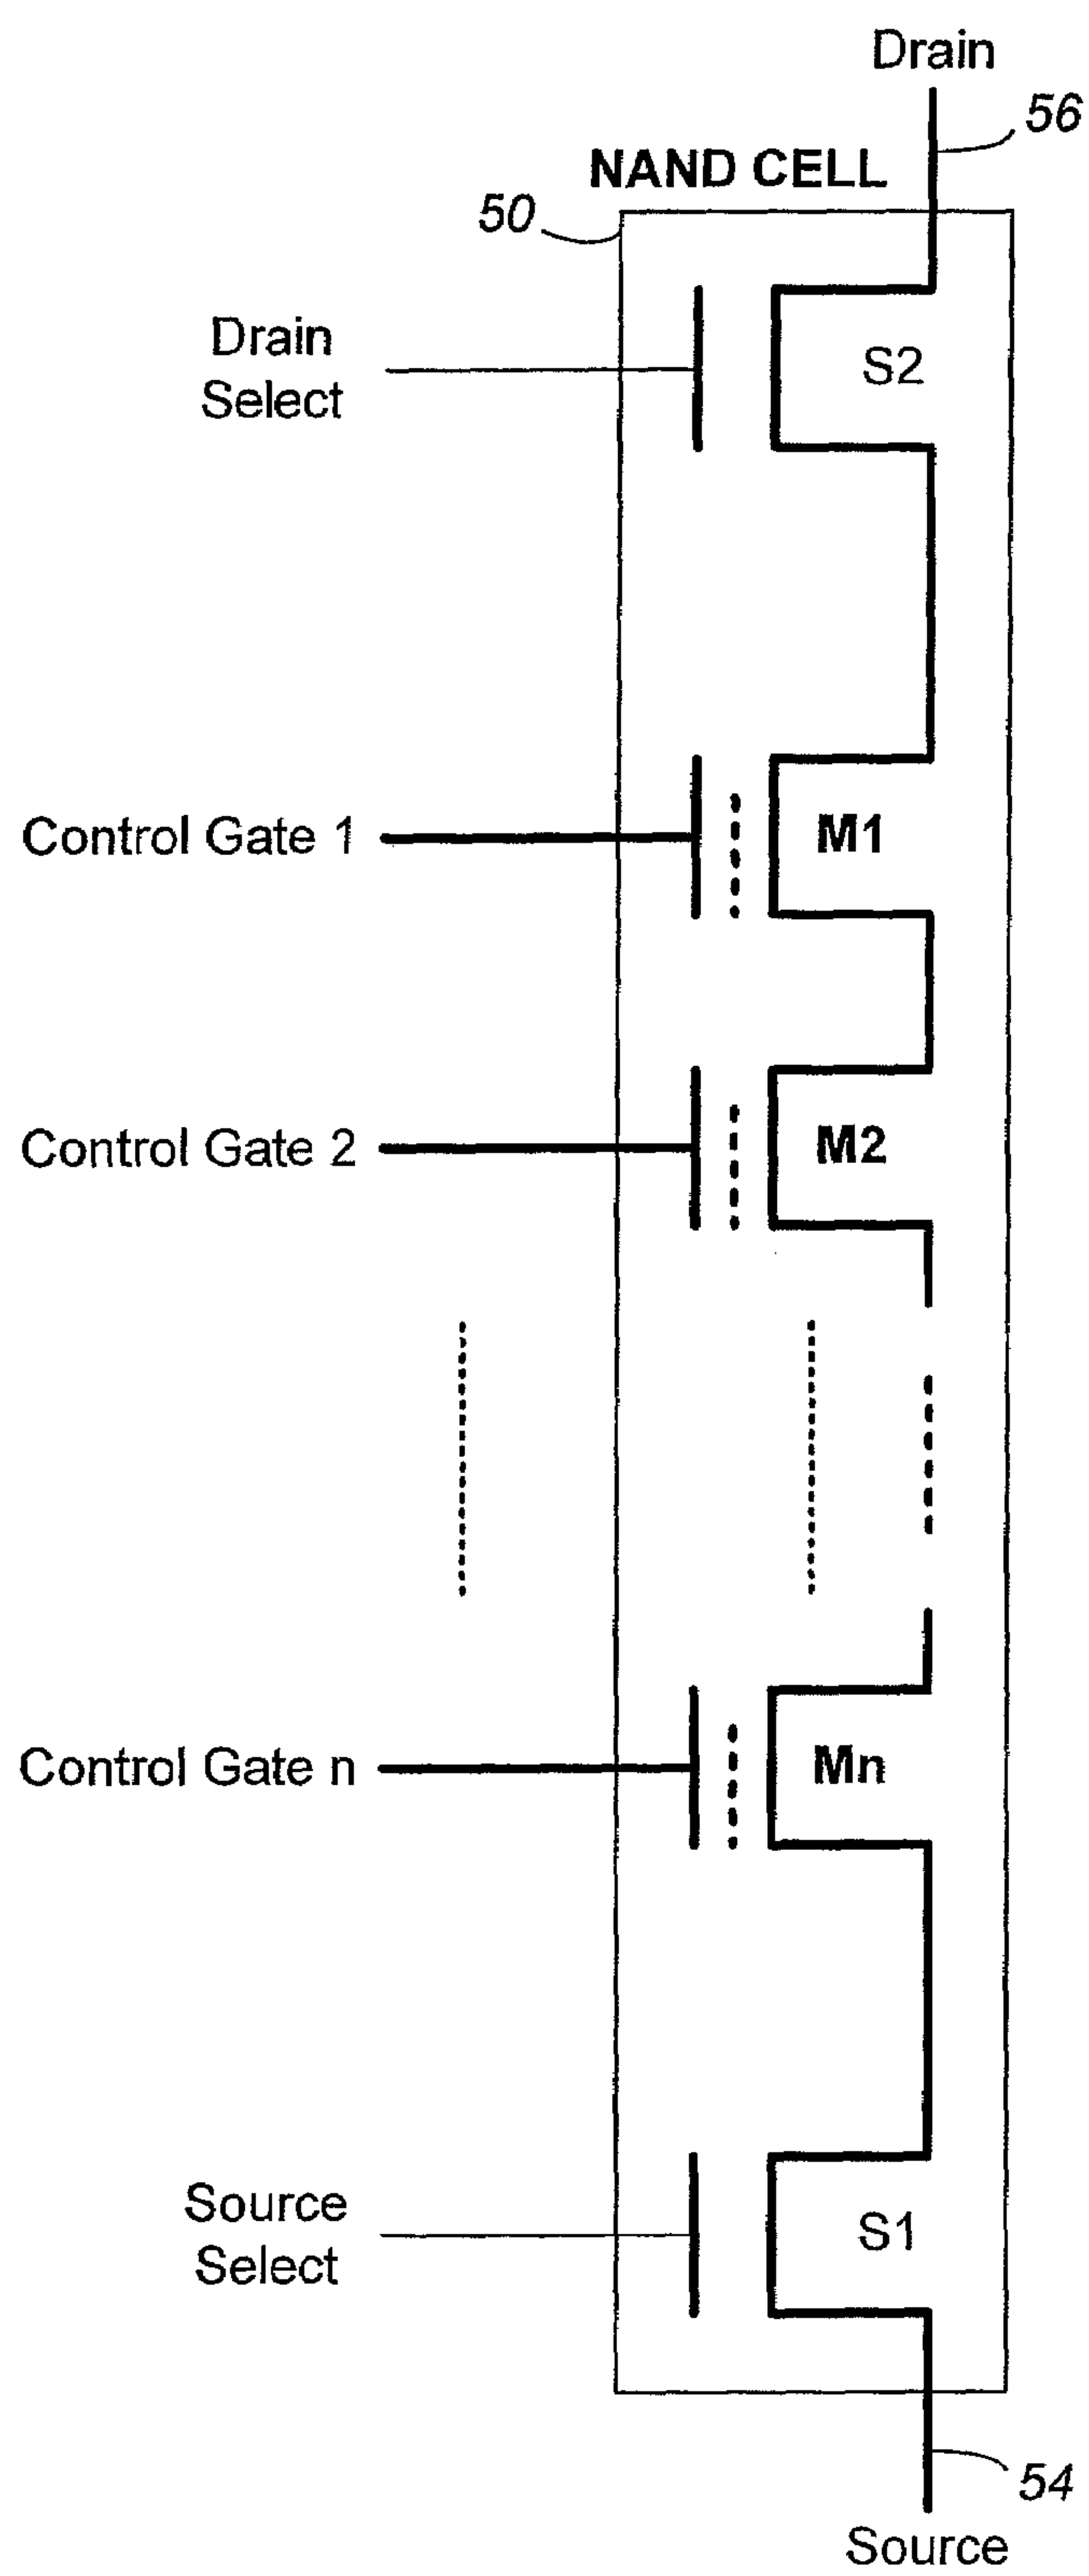 Drain
56
NAND CELL
50
Drain
Select
S2
Control Gate 1
M1
Control Gate 2
M2
Control Gate n
Mn
Source
Select
S1
54
Source